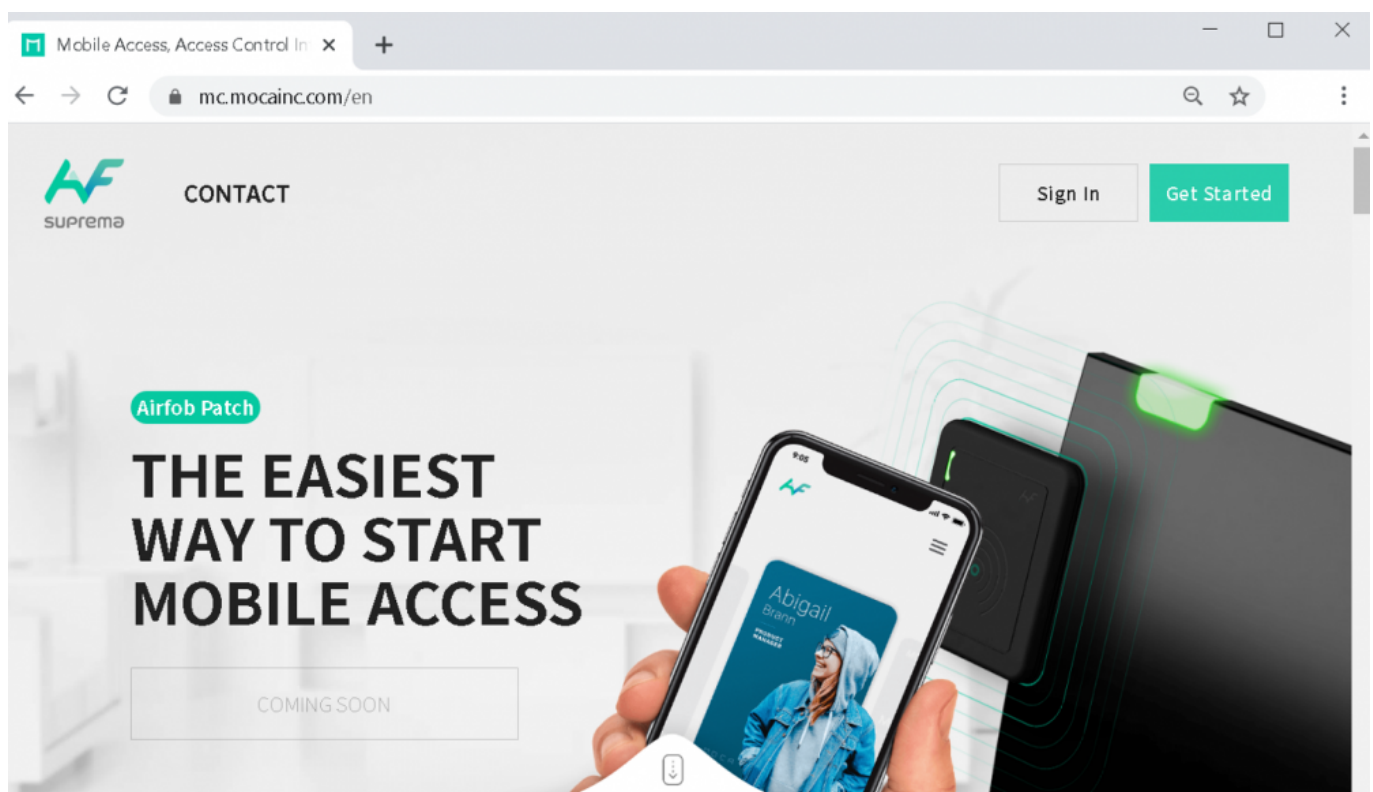 Mobile Access, Access Control In
mc.mocainc.com/en
suprema
CONTACT
Sign In
Get Started
Airfob Patch
THE EASIEST
WAY TO START
MOBILE ACCESS
COMING SOON
9:05
Abigail
Brann
PRODUCT
MANAGER